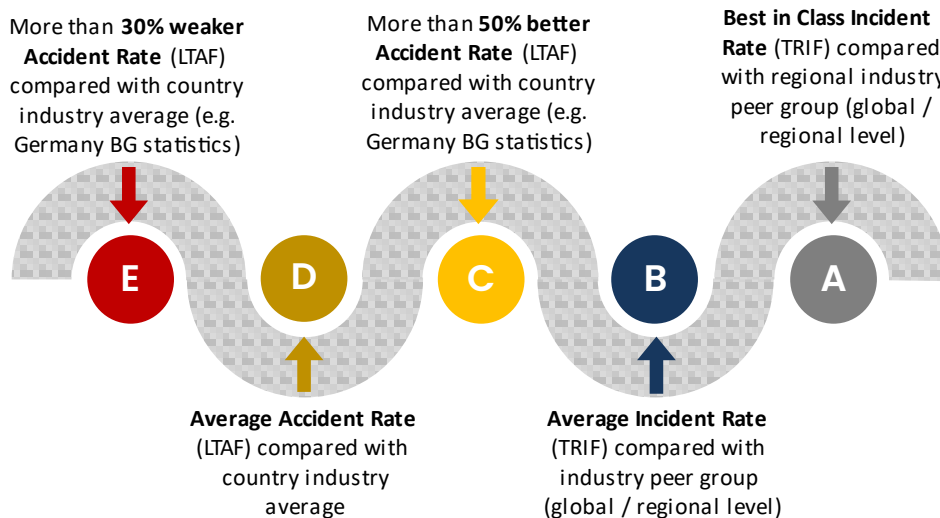 More than 30% weaker
Accident Rate (LTAF)
compared with country
industry average (e.g.
Germany BG statistics)
More than 50% better
Accident Rate (LTAF)
compared with country
industry average (e.g.
Germany BG statistics)
Best in Class Incident
Rate (TRIF) compared
with regional industry
peer group (global /
regional level)
E
D
C
B
A
Average Accident Rate
(LTAF) compared with
country industry
average
Average Incident Rate
(TRIF) compared with
industry peer group
(global / regional level)